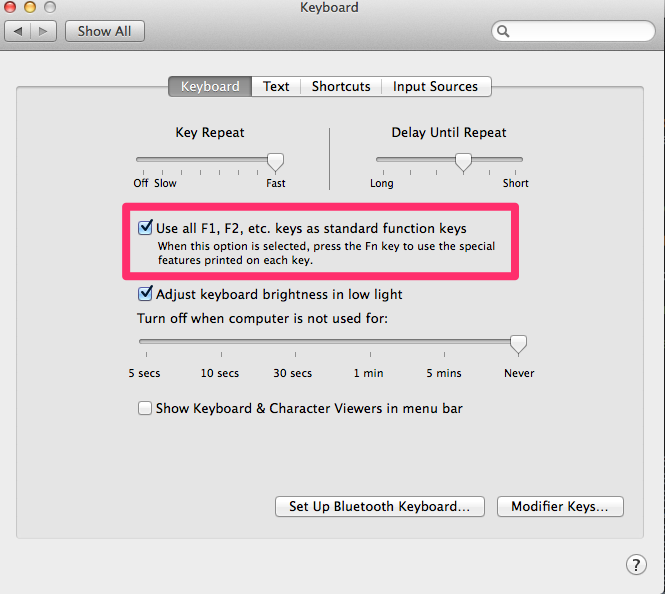 Keyboard
Show All
Keyboard Text Shortcuts Input Sources
Key Repeat Delay Until Repeat
Off Slow Fast Long Short
Use all F1, F2, etc. keys as standard function keys
When this option is selected, press the Fn key to use the special
features printed on each key.
Adjust keyboard brightness in low light
Turn off when computer is not used for:
5 secs 10 secs 30 secs 1 min 5 mins Never
Show Keyboard & Character Viewers in menu bar
Set Up Bluetooth Keyboard... Modifier Keys...
?